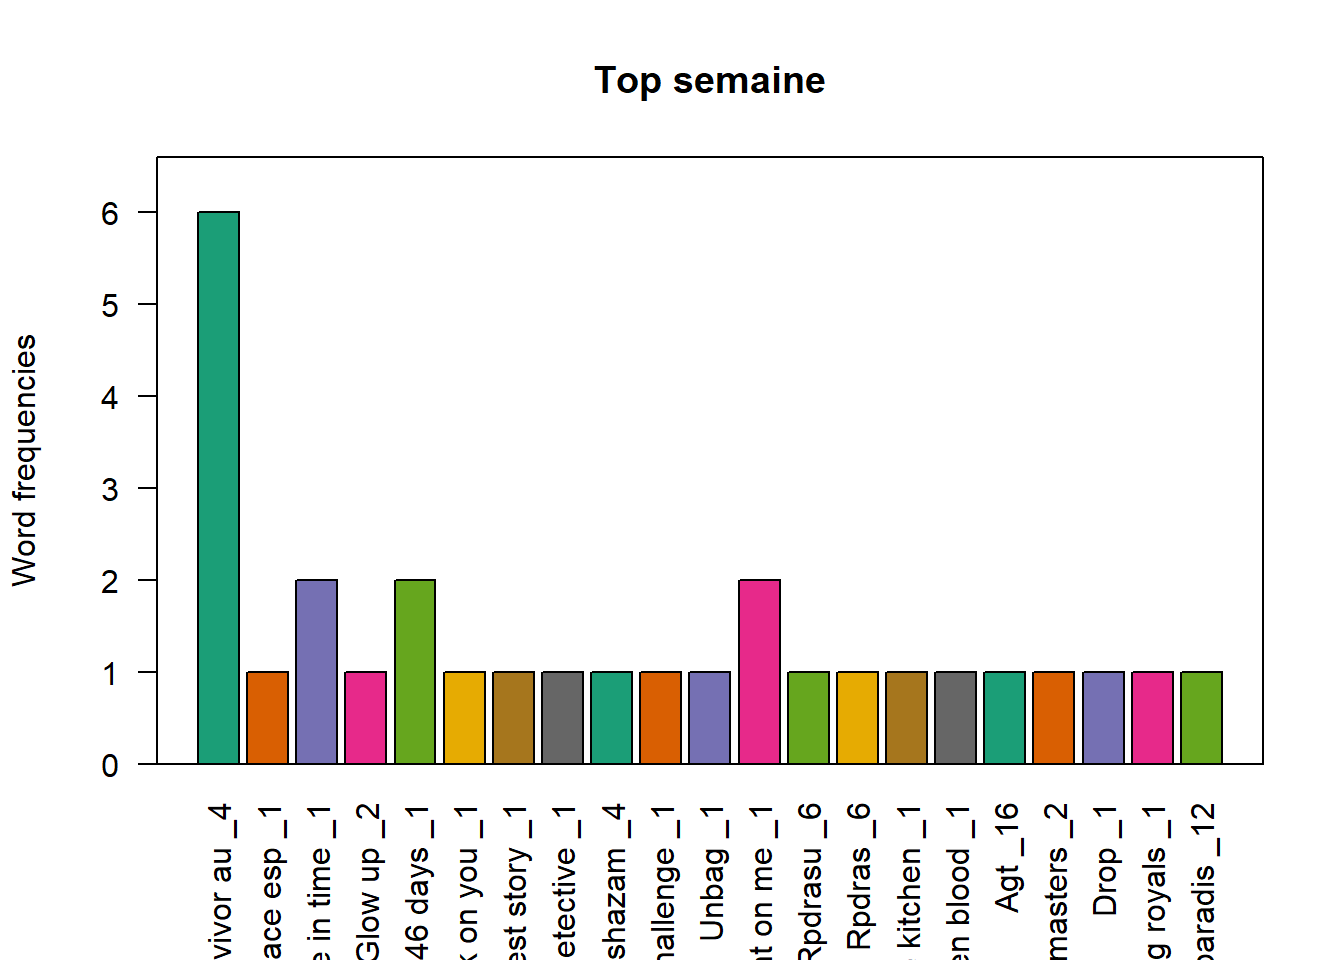 Top semaine
Word frequencies
6
5
4
3
2
1
0
vivor au _4
ace esp _1
e in time _1
Glow up _2
46 days _1
k on you _1
est story _1
etective _1
shazam _4
hallenge _1
Unbag _1
at on me _1
Rpdrasu _6
Rpdras _6
kitchen _1
en blood _1
Agt _16
masters _2
Drop _1
g royals _1
paradis _12